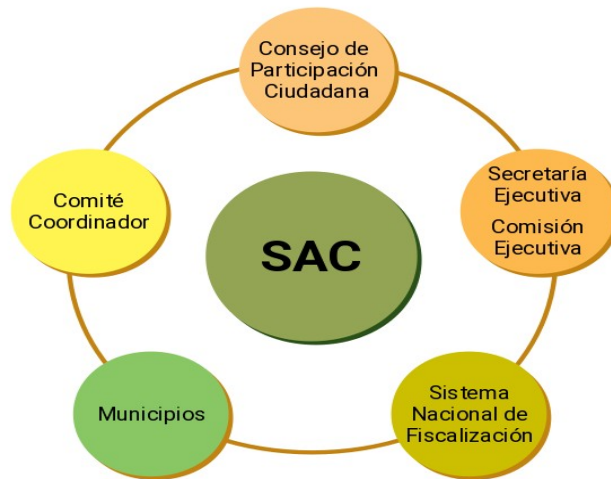 Consejo de
Participación
Ciudadana
Secretaría
Ejecutiva
Comisión
Ejecutiva
Comité
Coordinador
SAC
Municipios
Sistema
Nacional de
Fiscalización